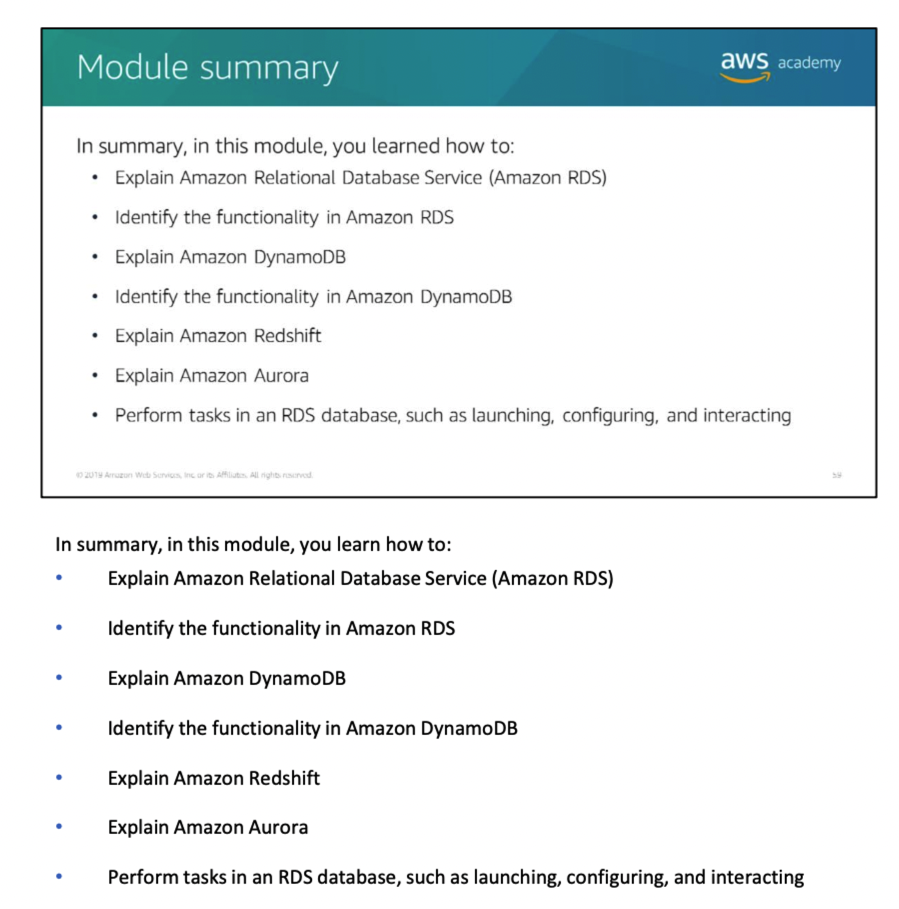 Module summary
aws academy
In summary, in this module, you learned how to:
• Explain Amazon Relational Database Service (Amazon RDS)
• Identify the functionality in Amazon RDS
• Explain Amazon DynamoDB
• Identify the functionality in Amazon DynamoDB
• Explain Amazon Redshift
• Explain Amazon Aurora
• Perform tasks in an RDS database, such as launching, configuring, and interacting
© 2019 Amazon Web Services, Inc. or its Affiliates. All rights reserved.
59
In summary, in this module, you learn how to:
• Explain Amazon Relational Database Service (Amazon RDS)
• Identify the functionality in Amazon RDS
• Explain Amazon DynamoDB
• Identify the functionality in Amazon DynamoDB
• Explain Amazon Redshift
• Explain Amazon Aurora
• Perform tasks in an RDS database, such as launching, configuring, and interacting